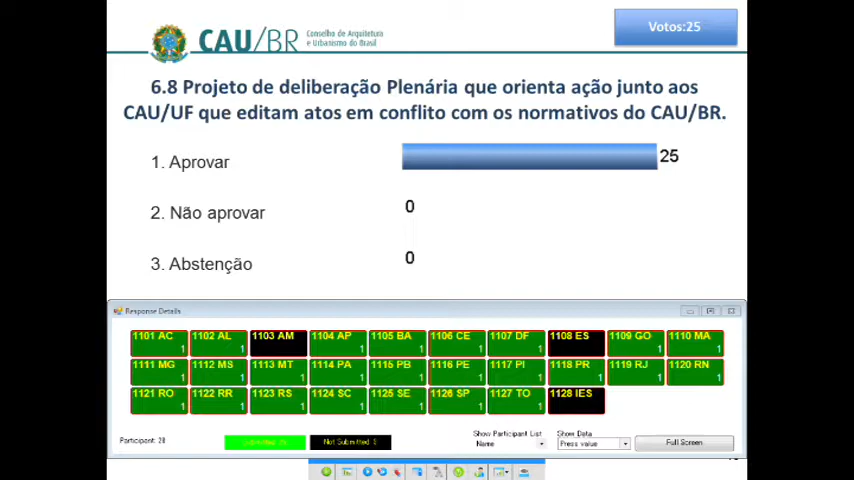 CAU/BR
Conselho de Arquitetura
e Urbanismo do Brasil
Votos:25
6.8 Projeto de deliberação Plenária que orienta ação junto aos
CAU/UF que editam atos em conflito com os normativos do CAU/BR.
1. Aprovar 25
2. Não aprovar 0
3. Abstenção 0
Response Details
1101 AC 1102 AL 1103 AM 1104 AP 1105 BA 1106 CE 1107 DF 1108 ES 1109 GO 1110 MA
1 1 1 1 1 1 1 1
1111 MG 1112 MS 1113 MT 1114 PA 1115 PB 1116 PE 1117 PI 1118 PR 1119 RJ 1120 RN
1 1 1 1 1 1 1 1 1 1
1121 RO 1122 RR 1123 RS 1124 SC 1125 SE 1126 SP 1127 TO 1128 IES
1 1 1 1 1 1 1
Show Participant List Show Data
Participant: 28 Not Submitted: 3 Name Press value Full Screen